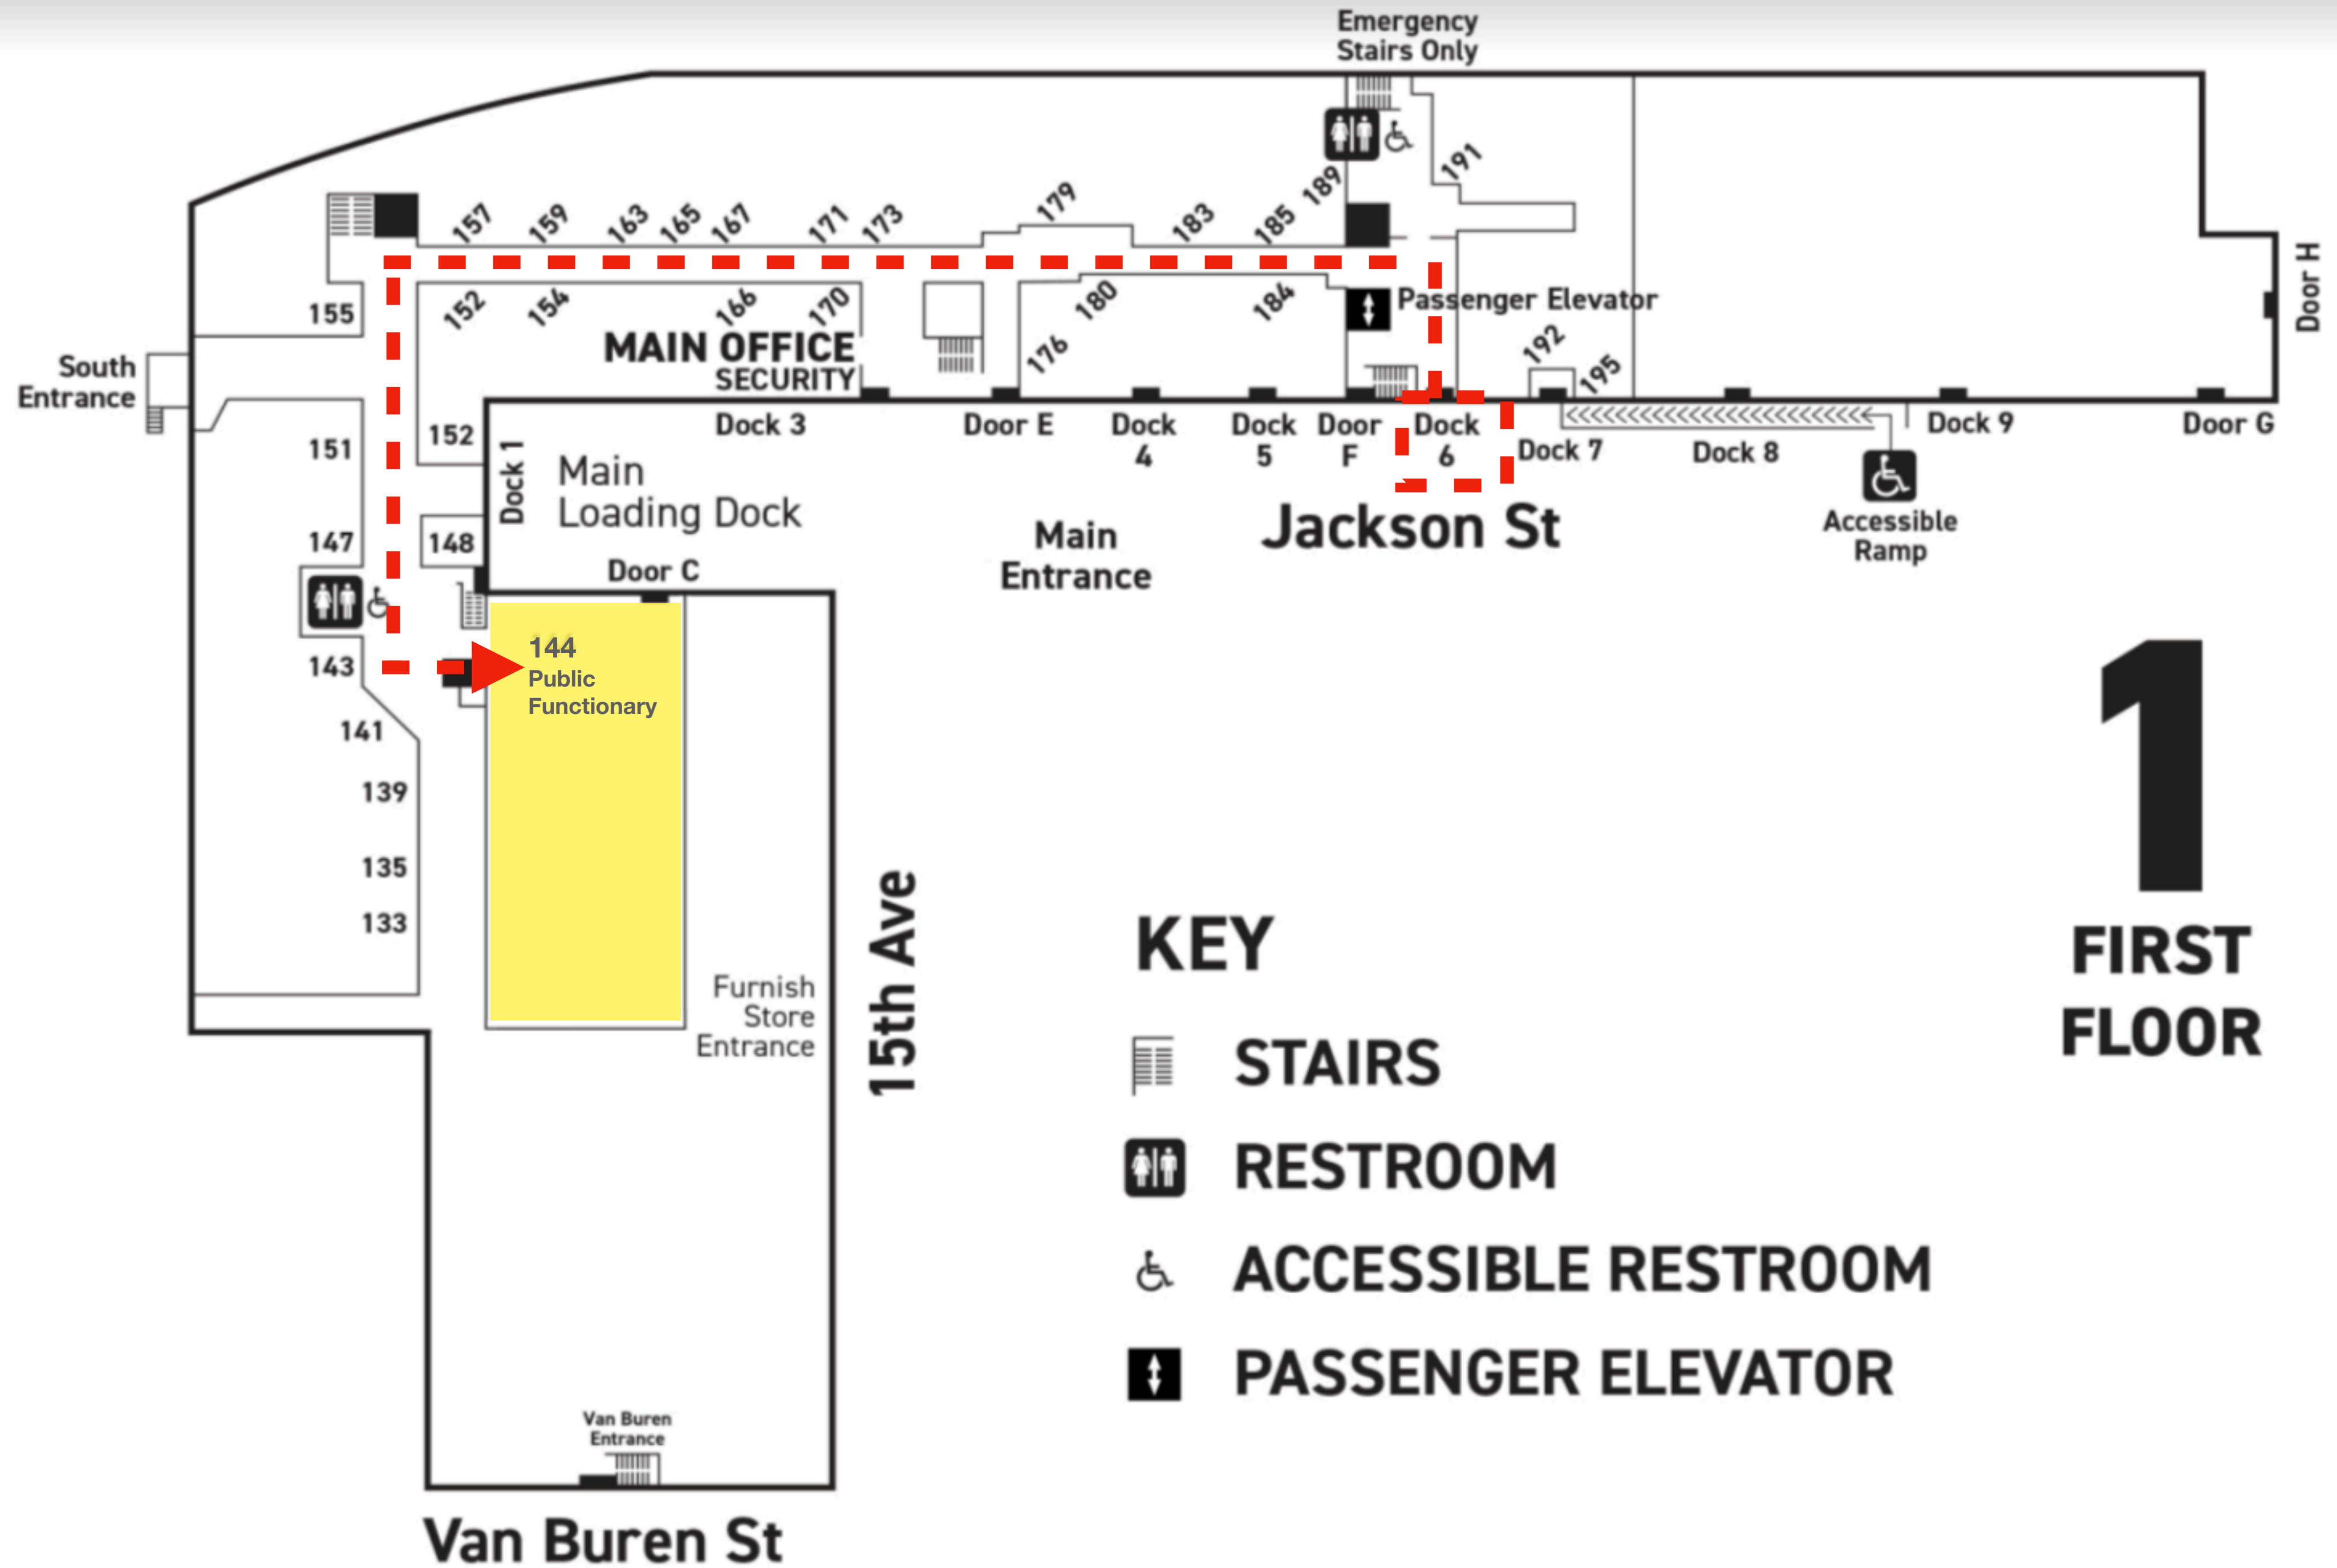 Emergency
Stairs Only
191
189
157
159
163
165
167
171
173
179
183
185
Door H
155
152
154
166
170
180
184
Passenger Elevator
MAIN OFFICE
SECURITY
176
192
195
South
Entrance
151
152
Dock 1
Dock 3
Door E
Dock
4
Dock
5
Door
F
Dock
6
Dock 7
Dock 8
Dock 9
Door G
Main
Loading Dock
Jackson St
Main
Entrance
Accessible
Ramp
147
148
Door C
143
144
Public
Functionary
141
139
135
133
Furnish
Store
Entrance
15th Ave
1
FIRST
FLOOR
KEY
STAIRS
RESTROOM
ACCESSIBLE RESTROOM
PASSENGER ELEVATOR
Van Buren
Entrance
Van Buren St